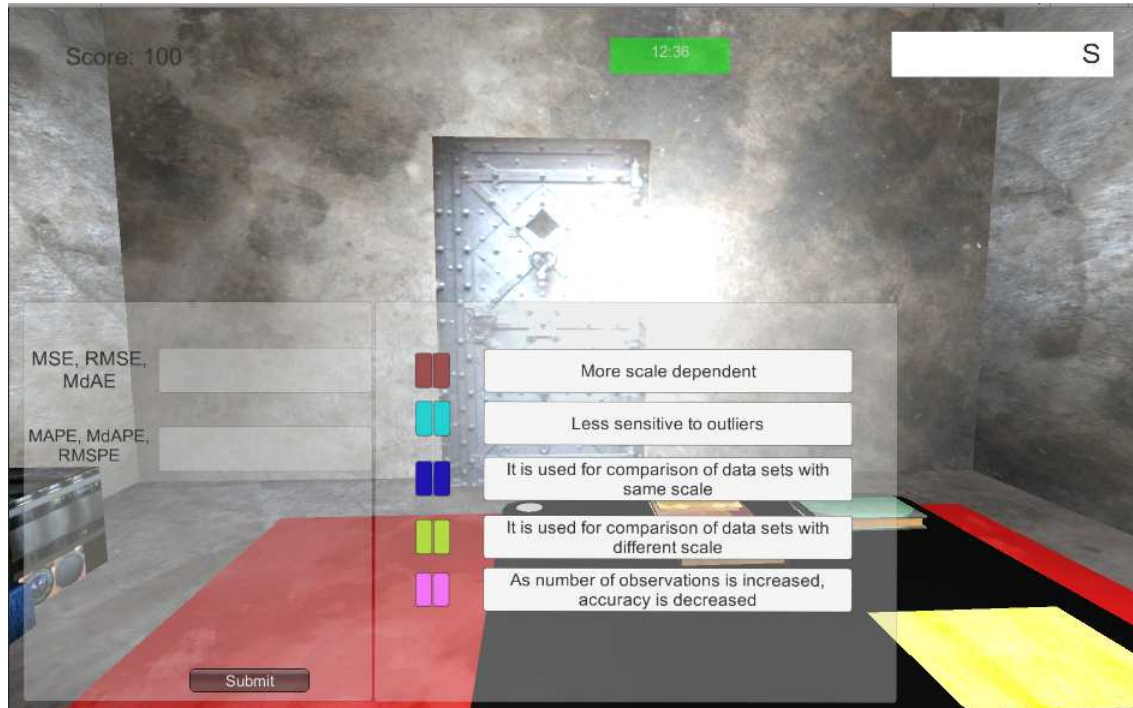 Score: 100
12:36
S
MSE, RMSE,
MdAE
MAPE, MdAPE,
RMSPE
More scale dependent
Less sensitive to outliers
It is used for comparison of data sets with
same scale
It is used for comparison of data sets with
different scale
As number of observations is increased,
accuracy is decreased
Submit